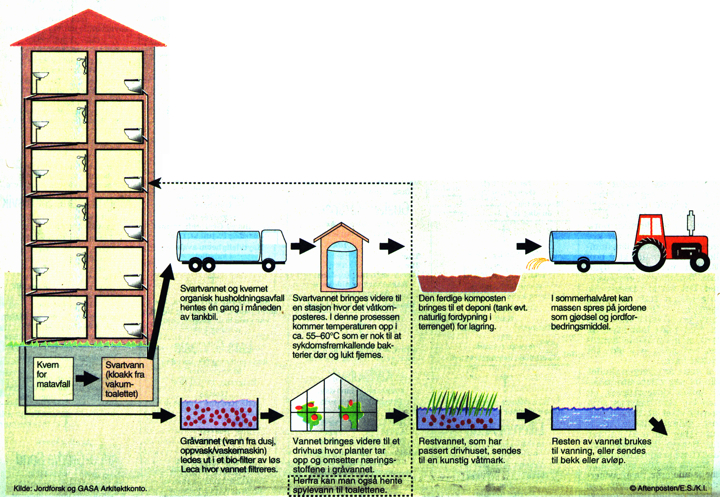 Svartvannet og kvernet
organisk husholdningsavfall
hentes én gang i måneden
av tankbil.
Svartvannet bringes videre til
en stasjon hvor det våtkom-
posteres. I denne prosessen
kommer temperaturen opp i
ca. 55–60°C som er nok til at
sykdomsfremkallende bak-
terier dør og lukt fjernes.
Den ferdige komposten
bringes til et deponi (tank evt.
naturlig fordypning i
terrenget) for lagring.
I sommerhalvåret kan
massen spres på jordene
som gjødsel og jordfor-
bedringsmiddel.
Kvern
for
matavfall
Svartvann
(kloakk fra
vakum-
toalettet)
Gråvannet (vann fra dusj,
oppvask/vaskemaskin)
ledes ut i et bio-filter av løs
Leca hvor vannet filtreres.
Vannet bringes videre til et
drivhus hvor planter tar
opp og omsetter nærings-
stoffene i gråvannet.
Herfra kan man også hente
spylevann til toalettene.
Restvannet, som har
passert drivhuset, sendes
til en kunstig våtmark.
Resten av vannet brukes
til vanning, eller sendes
til bekk eller avløp.
Kilde: Jordforsk og GASA Arkitektkonto.
© Aftenposten/E.S./K.I.